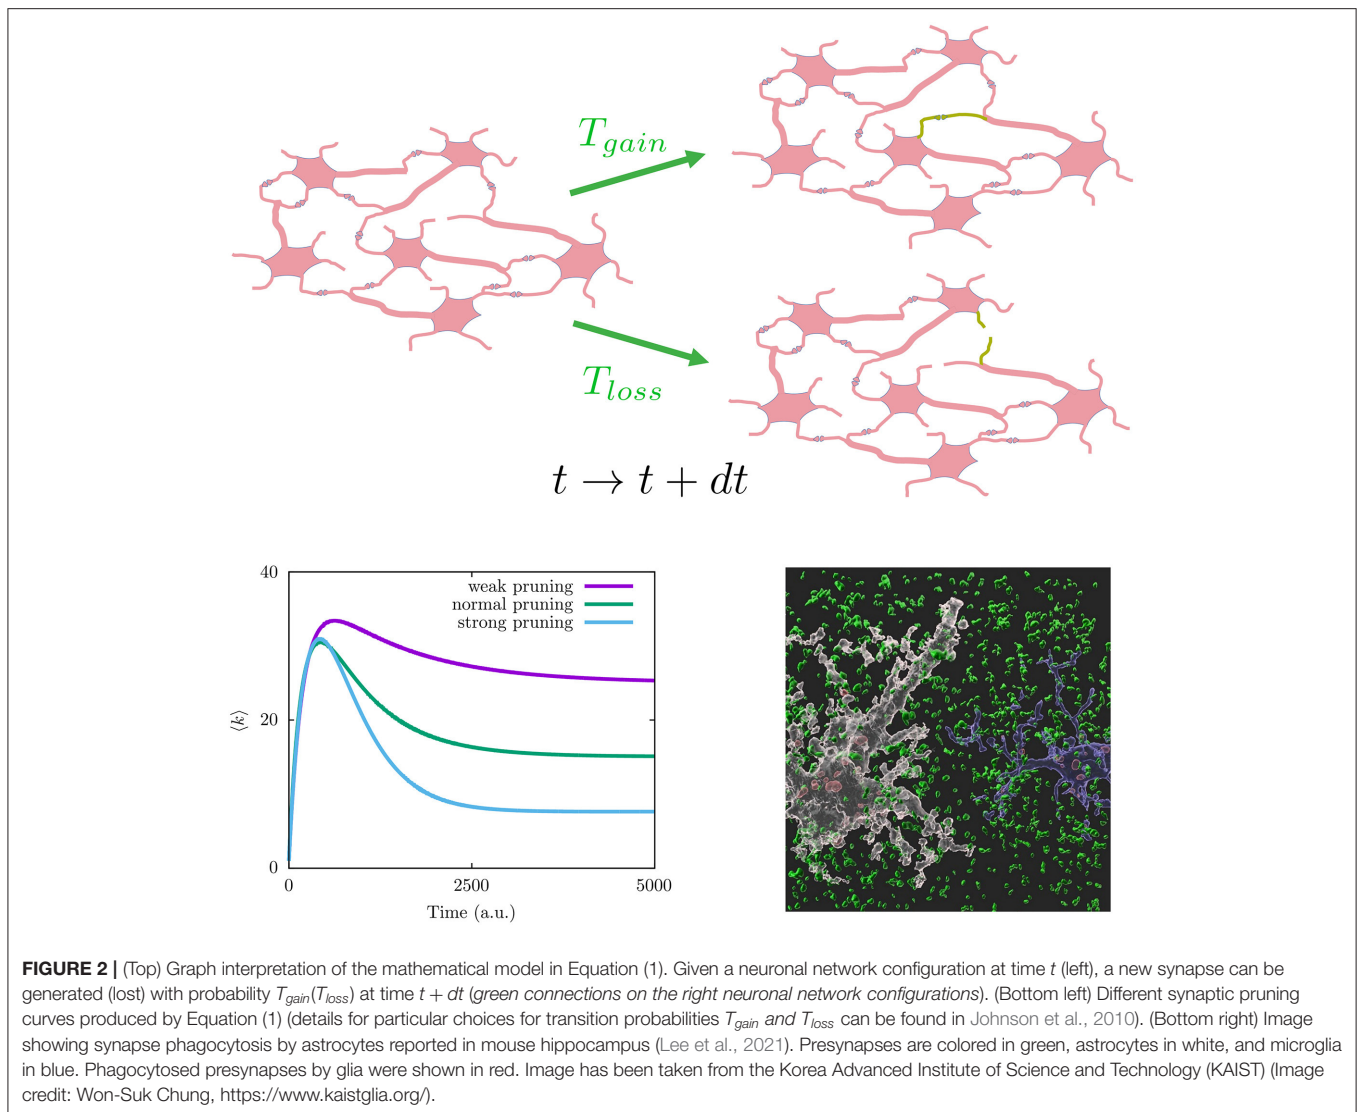 T_gain
T_loss
t → t + dt
40
20
0
⟨k⟩
weak pruning
normal pruning
strong pruning
0
2500
5000
Time (a.u.)
FIGURE 2 | (Top) Graph interpretation of the mathematical model in Equation (1). Given a neuronal network configuration at time t (left), a new synapse can be
generated (lost) with probability T_gain(T_loss) at time t + dt (green connections on the right neuronal network configurations). (Bottom left) Different synaptic pruning
curves produced by Equation (1) (details for particular choices for transition probabilities T_gain and T_loss can be found in Johnson et al., 2010). (Bottom right) Image
showing synapse phagocytosis by astrocytes reported in mouse hippocampus (Lee et al., 2021). Presynapses are colored in green, astrocytes in white, and microglia
in blue. Phagocytosed presynapses by glia were shown in red. Image has been taken from the Korea Advanced Institute of Science and Technology (KAIST) (Image
credit: Won-Suk Chung, https://www.kaistglia.org/).